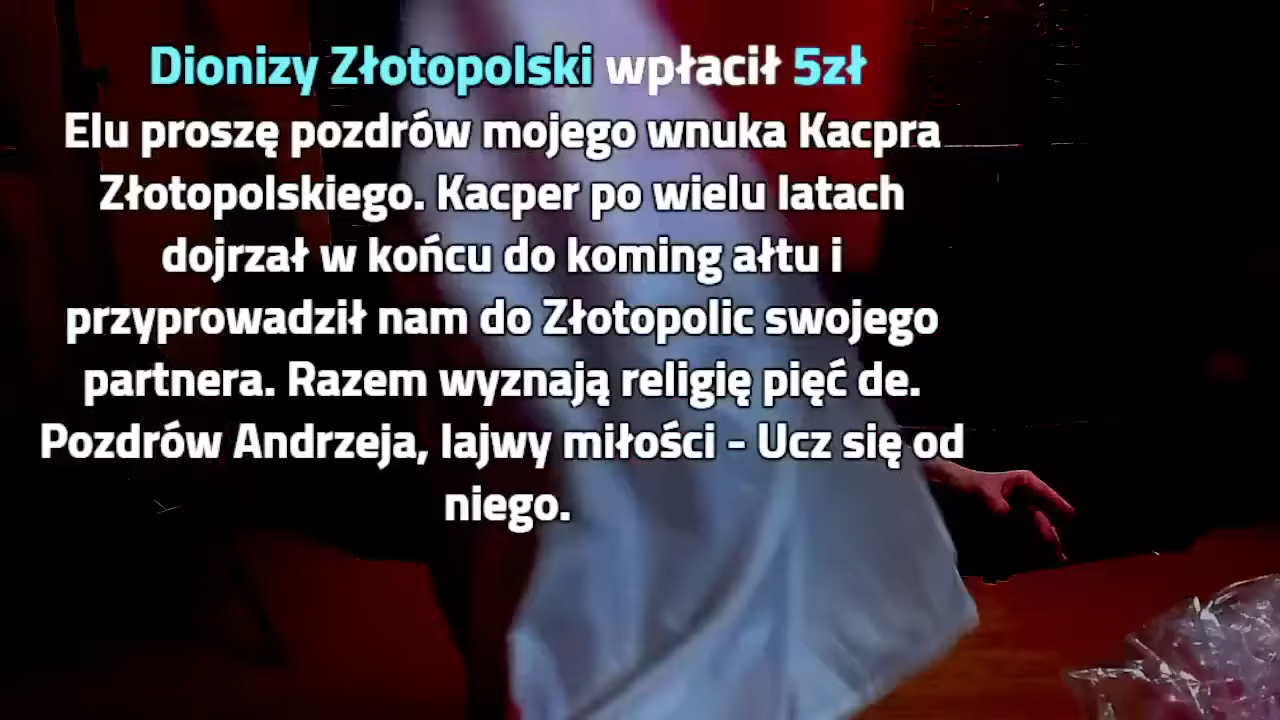 Dionizy Złotopolski wpłacił 5zł
Elu proszę pozdrów mojego wnuka Kacpra
Złotopolskiego. Kacper po wielu latach
dojrzał w końcu do koming ałtu i
przyprowadził nam do Złotopolic swojego
partnera. Razem wyznają religię pięć de.
Pozdrów Andrzeja, lajwy miłości - Ucz się od
niego.